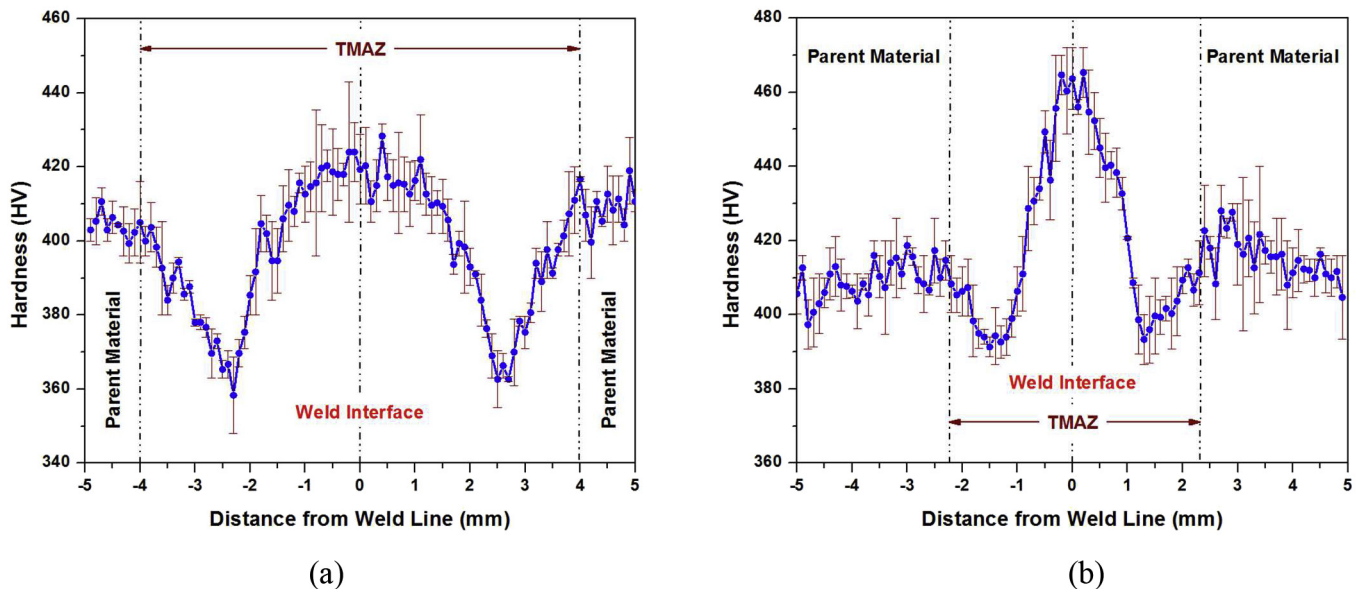 460
440
420
400
380
360
340
Hardness (HV)
TMAZ
Parent Material
Parent Material
Weld Interface
-5 -4 -3 -2 -1 0 1 2 3 4 5
Distance from Weld Line (mm)
(a)
480
460
440
420
400
380
360
Hardness (HV)
Parent Material
Parent Material
Weld Interface
TMAZ
-5 -4 -3 -2 -1 0 1 2 3 4 5
Distance from Weld Line (mm)
(b)